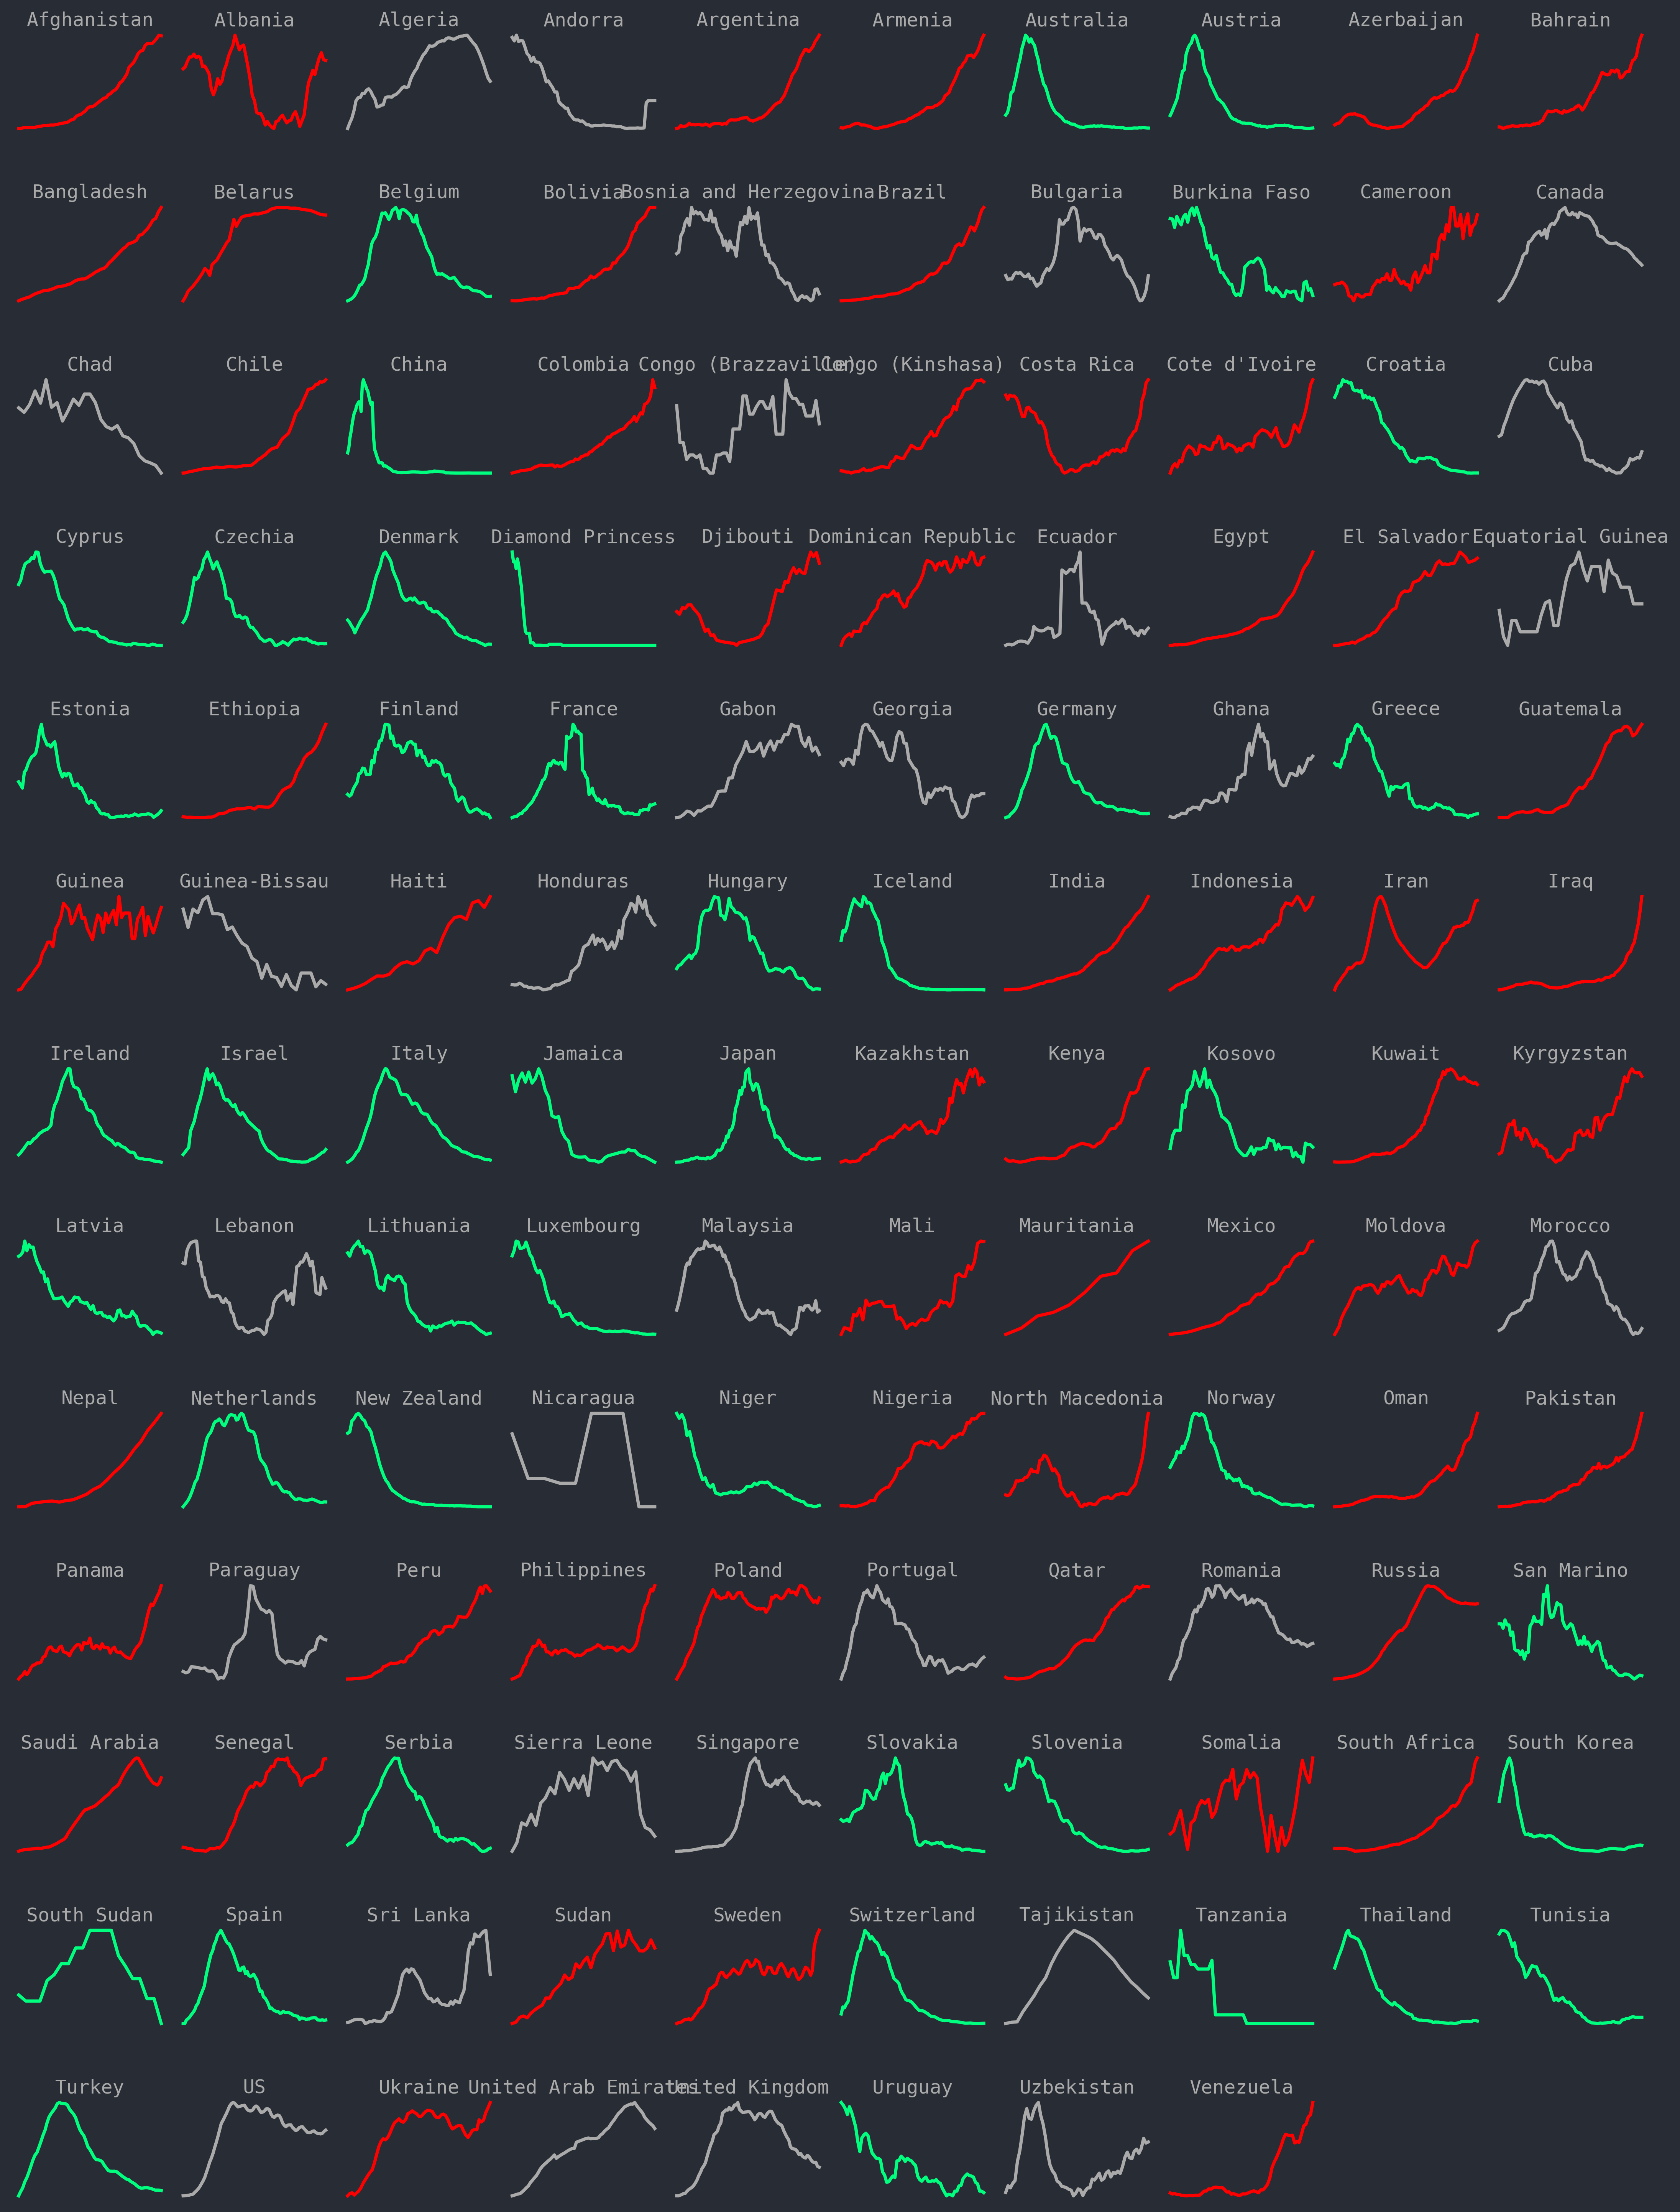 Afghanistan Albania Algeria Andorra Argentina Armenia Australia Austria Azerbaijan Bahrain
Bangladesh Belarus Belgium Bolivia Bosnia and Herzegovina Brazil Bulgaria Burkina Faso Cameroon Canada
Chad Chile China Colombia Congo (Brazzaville) Congo (Kinshasa) Costa Rica Cote d'Ivoire Croatia Cuba
Cyprus Czechia Denmark Diamond Princess Djibouti Dominican Republic Ecuador Egypt El Salvador Equatorial Guinea
Estonia Ethiopia Finland France Gabon Georgia Germany Ghana Greece Guatemala
Guinea Guinea-Bissau Haiti Honduras Hungary Iceland India Indonesia Iran Iraq
Ireland Israel Italy Jamaica Japan Kazakhstan Kenya Kosovo Kuwait Kyrgyzstan
Latvia Lebanon Lithuania Luxembourg Malaysia Mali Mauritania Mexico Moldova Morocco
Nepal Netherlands New Zealand Nicaragua Niger Nigeria North Macedonia Norway Oman Pakistan
Panama Paraguay Peru Philippines Poland Portugal Qatar Romania Russia San Marino
Saudi Arabia Senegal Serbia Sierra Leone Singapore Slovakia Slovenia Somalia South Africa South Korea
South Sudan Spain Sri Lanka Sudan Sweden Switzerland Tajikistan Tanzania Thailand Tunisia
Turkey US Ukraine United Arab Emirates United Kingdom Uruguay Uzbekistan Venezuela